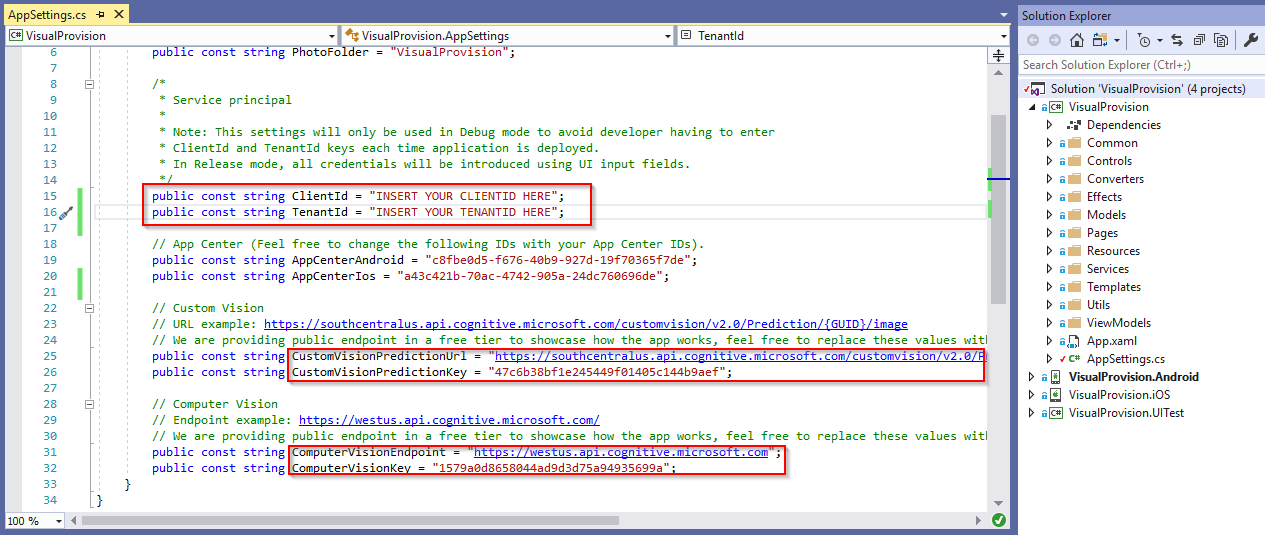 AppSettings.cs
VisualProvision
VisualProvision.AppSettings
TenantId
6 public const string PhotoFolder = "VisualProvision";
7
8 /*
9 * Service principal
10 *
11 * Note: This settings will only be used in Debug mode to avoid developer having to enter
12 * ClientId and TenantId keys each time application is deployed.
13 * In Release mode, all credentials will be introduced using UI input fields.
14 */
15 public const string ClientId = "INSERT YOUR CLIENTID HERE";
16 public const string TenantId = "INSERT YOUR TENANTID HERE";
17
18 // App Center (Feel free to change the following IDs with your App Center IDs).
19 public const string AppCenterAndroid = "c8fbe0d5-f676-40b9-927d-19f70365f7de";
20 public const string AppCenterIos = "a43c421b-70ac-4742-905a-24dc760696de";
21
22 // Custom Vision
23 // URL example: https://southcentralus.api.cognitive.microsoft.com/customvision/v2.0/Prediction/{GUID}/image
24 // We are providing public endpoint in a free tier to showcase how the app works, feel free to replace these values with
25 public const string CustomVisionPredictionUrl = "https://southcentralus.api.cognitive.microsoft.com/customvision/v2.0/P
26 public const string CustomVisionPredictionKey = "47c6b38bf1e245449f01405c144b9aef";
27
28 // Computer Vision
29 // Endpoint example: https://westus.api.cognitive.microsoft.com/
30 // We are providing public endpoint in a free tier to showcase how the app works, feel free to replace these values with
31 public const string ComputerVisionEndpoint = "https://westus.api.cognitive.microsoft.com";
32 public const string ComputerVisionKey = "1579a0d8658044ad9d3d75a94935699a";
33 }
34 }
100 %
Solution Explorer
Search Solution Explorer (Ctrl+;)
Solution 'VisualProvision' (4 projects)
C# VisualProvision
Dependencies
Common
Controls
Converters
Effects
Models
Pages
Resources
Services
Templates
Utils
ViewModels
App.xaml
C# AppSettings.cs
VisualProvision.Android
VisualProvision.iOS
C# VisualProvision.UITest